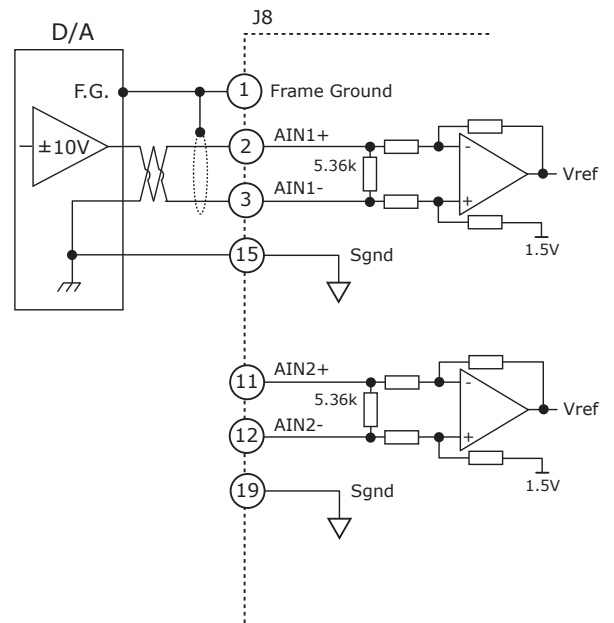 J8
D/A
F.G.
1
Frame Ground
±10V
2
AIN1+
5.36k
-
+
Vref
3
AIN1-
1.5V
15
Sgnd
11
AIN2+
5.36k
-
+
Vref
12
AIN2-
1.5V
19
Sgnd